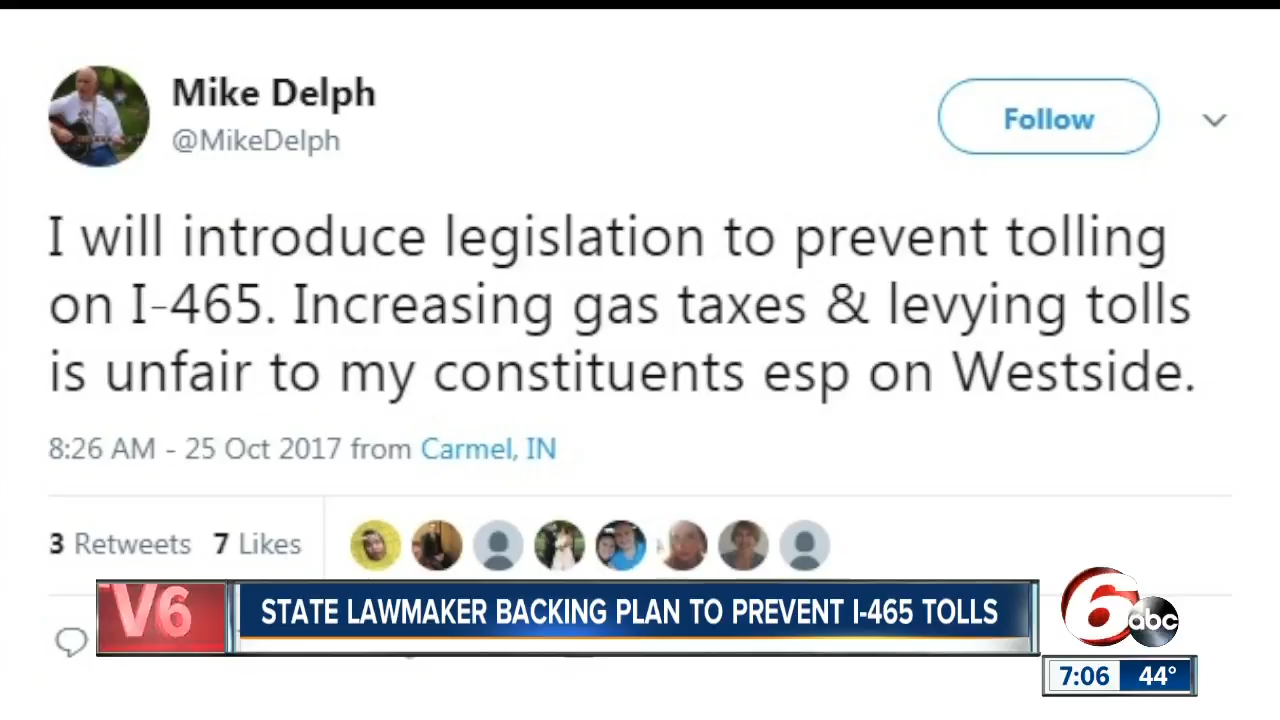 Mike Delph
@MikeDelph
Follow
I will introduce legislation to prevent tolling
on I-465. Increasing gas taxes & levying tolls
is unfair to my constituents esp on Westside.
8:26 AM - 25 Oct 2017 from Carmel, IN
3 Retweets 7 Likes
V6
STATE LAWMAKER BACKING PLAN TO PREVENT I-465 TOLLS
6 abc
7:06 44°